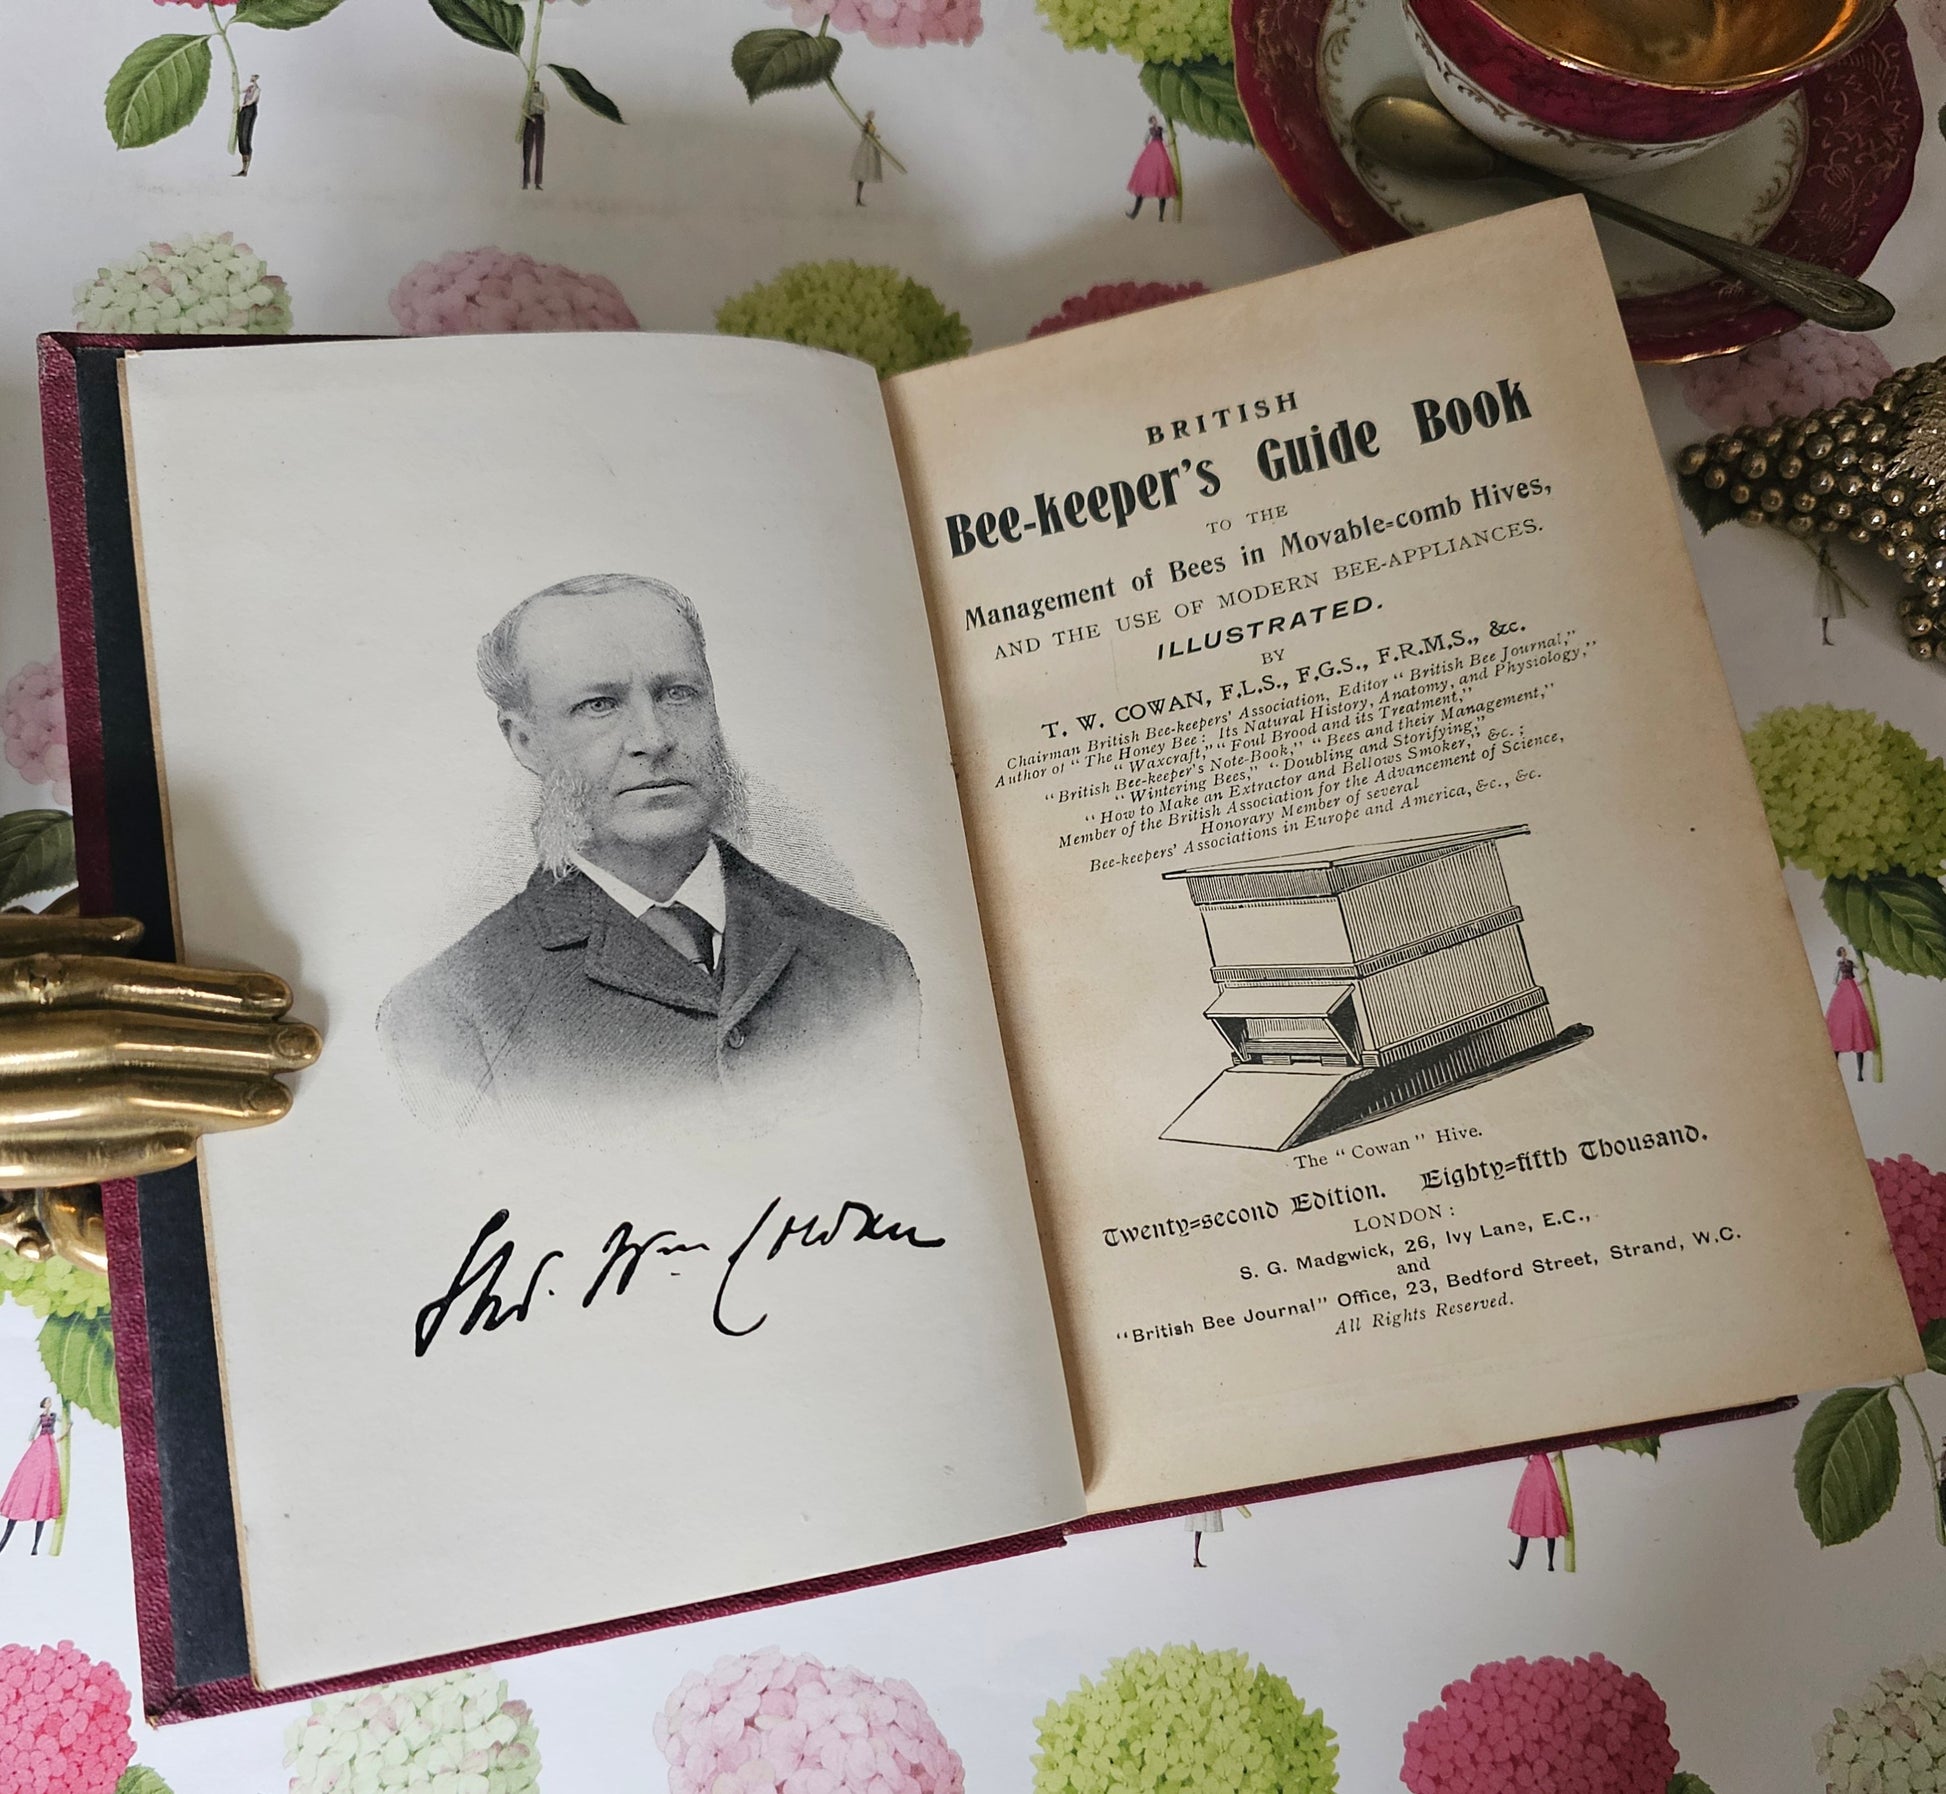 Thos. Wm. Cowan
BRITISH
Bee-keeper's Guide Book
TO THE
Management of Bees in Movable=comb Hives,
AND THE USE OF MODERN BEE-APPLIANCES.
ILLUSTRATED.
BY
T. W. COWAN, F.L.S., F.G.S., F.R.M.S., &c.
Chairman British Bee-keepers' Association, Editor "British Bee Journal,"
Author of "The Honey Bee: Its Natural History, Anatomy, and Physiology,"
"Waxcraft," "Foul Brood and its Treatment,"
"British Bee-keeper's Note-Book," "Bees and their Management,"
"Wintering Bees," "Doubling and Storifying,"
"How to Make an Extractor and Bellows Smoker," &c.;
Member of the British Association for the Advancement of Science,
Honorary Member of several
Bee-keepers' Associations in Europe and America, &c., &c.
The "Cowan" Hive.
Twenty=second Edition. Eighty=fifth Thousand.
LONDON:
S. G. Madgwick, 26, Ivy Lane, E.C.,
and
"British Bee Journal" Office, 23, Bedford Street, Strand, W.C.
All Rights Reserved.